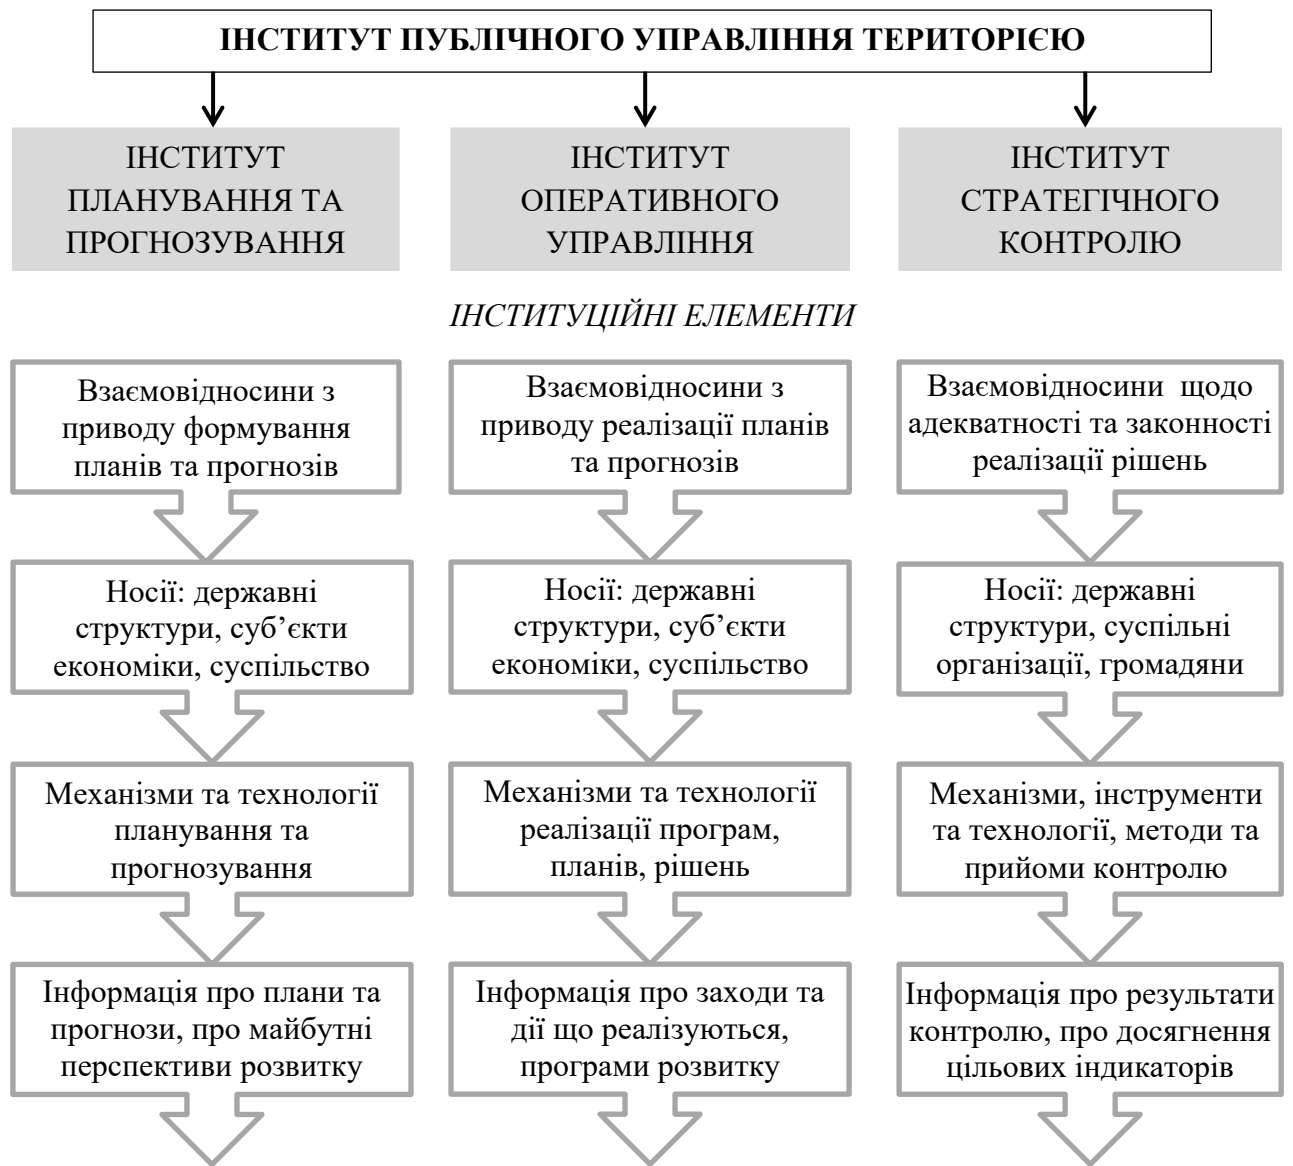 ІНСТИТУТ ПУБЛІЧНОГО УПРАВЛІННЯ ТЕРИТОРІЄЮ
ІНСТИТУТ
ПЛАНУВАННЯ ТА
ПРОГНОЗУВАННЯ
ІНСТИТУТ
ОПЕРАТИВНОГО
УПРАВЛІННЯ
ІНСТИТУТ
СТРАТЕГІЧНОГО
КОНТРОЛЮ
ІНСТИТУЦІЙНІ ЕЛЕМЕНТИ
Взаємовідносини з
приводу формування
планів та прогнозів
Взаємовідносини з
приводу реалізації планів
та прогнозів
Взаємовідносини щодо
адекватності та законності
реалізації рішень
Носії: державні
структури, суб’єкти
економіки, суспільство
Носії: державні
структури, суб’єкти
економіки, суспільство
Носії: державні
структури, суспільні
організації, громадяни
Механізми та технології
планування та
прогнозування
Механізми та технології
реалізації програм,
планів, рішень
Механізми, інструменти
та технології, методи та
прийоми контролю
Інформація про плани та
прогнози, про майбутні
перспективи розвитку
Інформація про заходи та
дії що реалізуються,
програми розвитку
Інформація про результати
контролю, про досягнення
цільових індикаторів